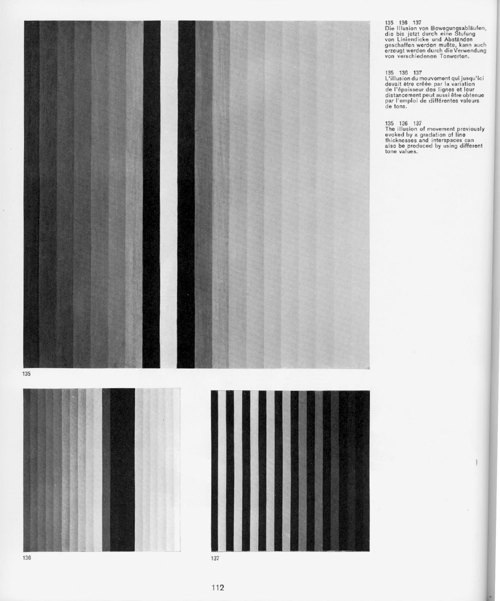 135 136 137
Die Illusion von Bewegungsabläufen,
die bis jetzt durch eine Stufung
von Liniendicke und Abständen
geschaffen werden mußte, kann auch
erzeugt werden durch die Verwendung
von verschiedenen Tonwerten.
135 136 137
L'illusion du mouvement qui jusqu'ici
devait être créée par la variation
de l'épaisseur des lignes et leur
distancement peut aussi être obtenue
par l'emploi de différentes valeurs
de tons.
135 136 137
The illusion of movement previously
evoked by a gradation of line
thicknesses and interspaces can
also be produced by using different
tone values.
135
136
137
112